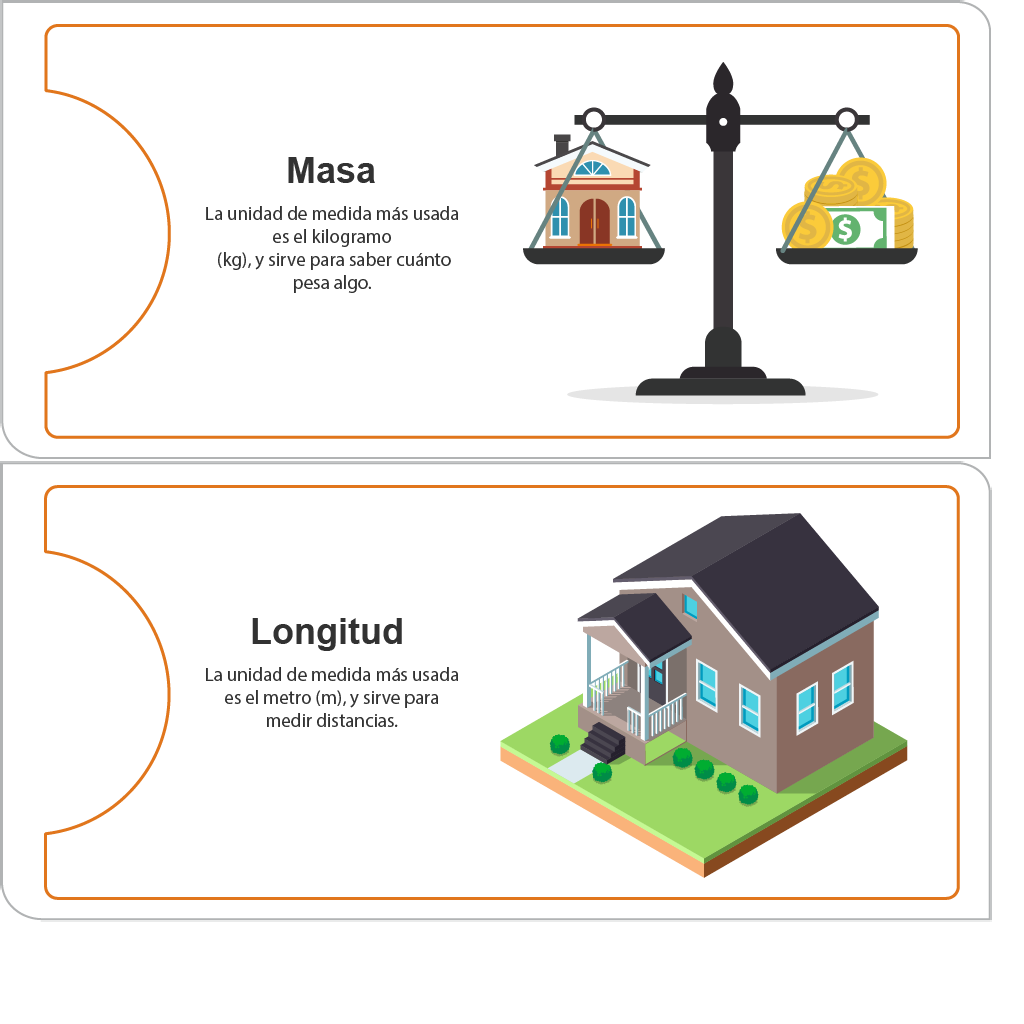 Masa
La unidad de medida más usada
es el kilogramo
(kg), y sirve para saber cuánto
pesa algo.
$
$
$
Longitud
La unidad de medida más usada
es el metro (m), y sirve para
medir distancias.